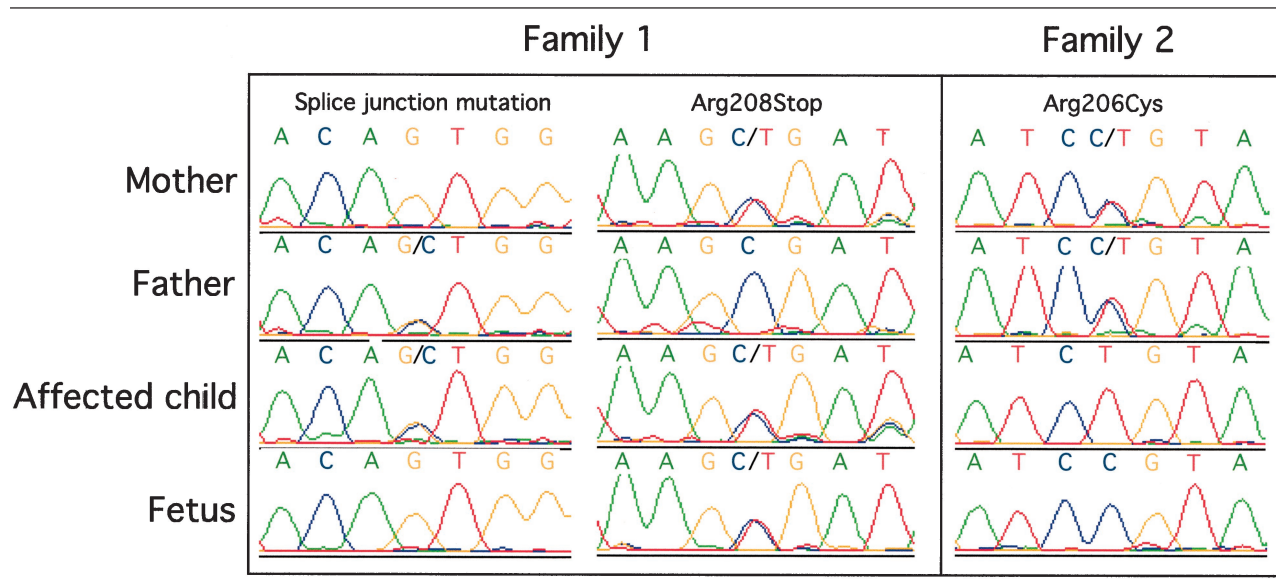 Family 1 Family 2
Splice junction mutation Arg208Stop Arg206Cys
A C A G T G G A A G C/T G A T A T C C/T G T A
Mother
A C A G/C T G G A A G C G A T A T C C/T G T A
Father
A C A G/C T G G A A G C/T G A T A T C T G T A
Affected child
A C A G T G G A A G C/T G A T A T C C G T A
Fetus